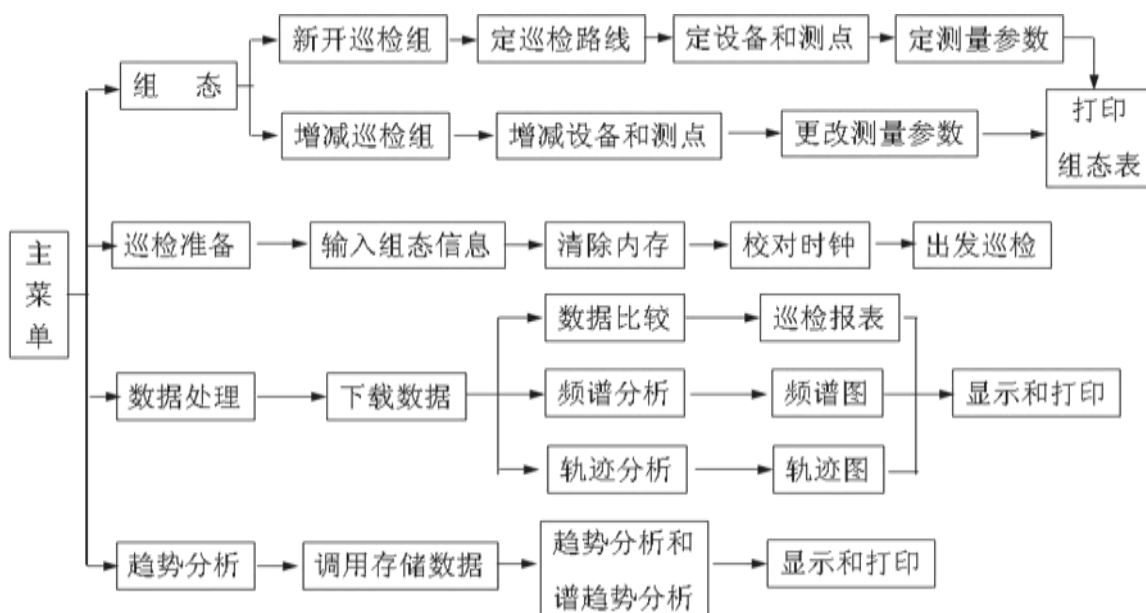 新开巡检组
定巡检路线
定设备和测点
定测量参数
组 态
增减巡检组
增减设备和测点
更改测量参数
打印
组态表
主
菜
单
巡检准备
输入组态信息
清除内存
校对时钟
出发巡检
数据处理
下载数据
数据比较
巡检报表
频谱分析
频谱图
轨迹分析
轨迹图
显示和打印
趋势分析
调用存储数据
趋势分析和
谱趋势分析
显示和打印